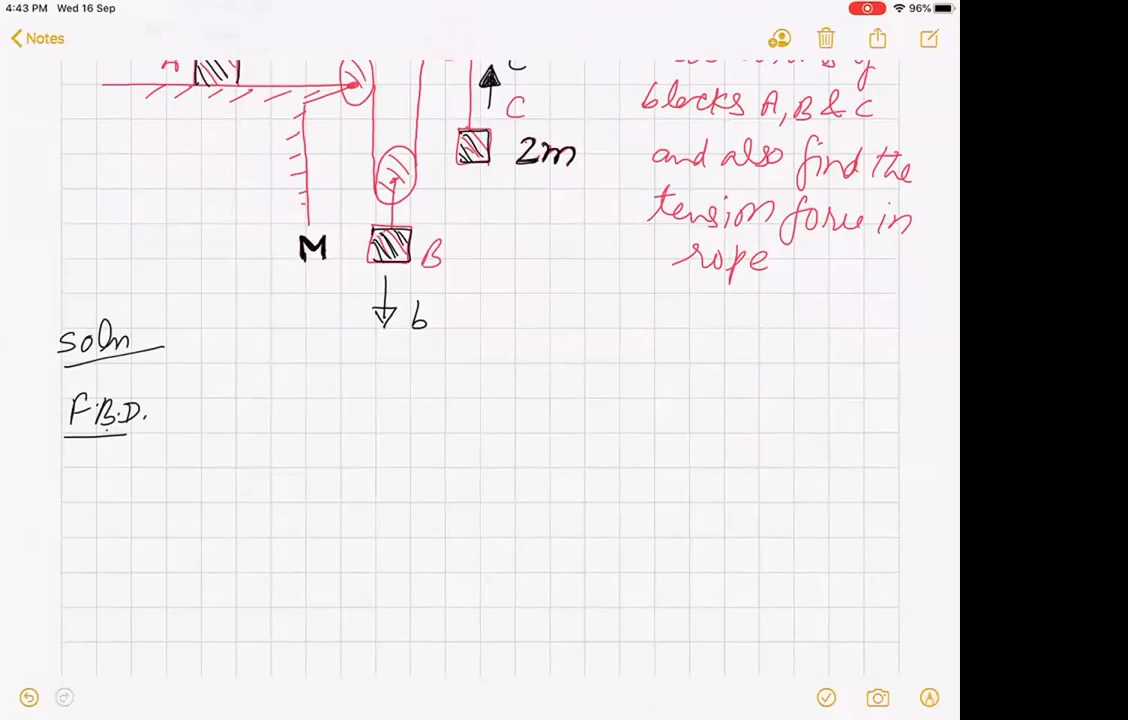 4:43 PM Wed 16 Sep
96%
Notes
A
C
blocks A, B & C
2m
and also find the
tension force in
rope
M
B
b
Soln
F.B.D.